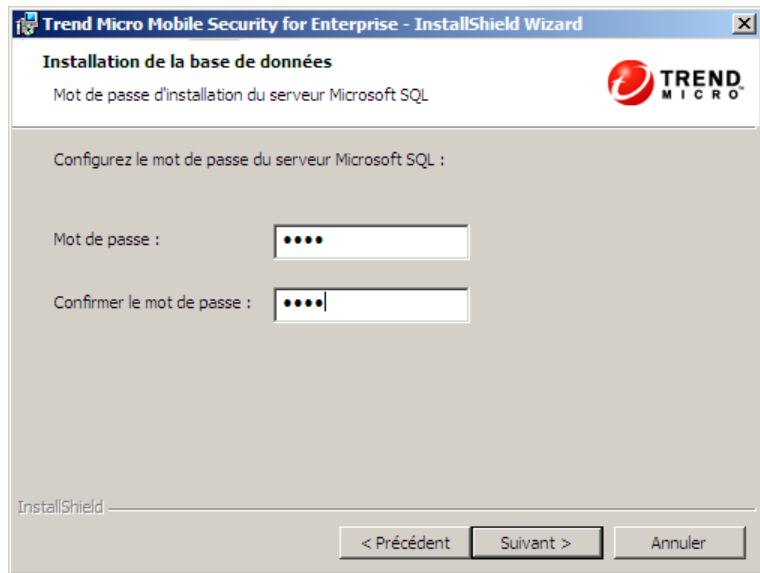 Trend Micro Mobile Security for Enterprise - InstallShield Wizard
Installation de la base de données
Mot de passe d'installation du serveur Microsoft SQL
TREND
MICRO™
Configurez le mot de passe du serveur Microsoft SQL :
Mot de passe : ••••
Confirmer le mot de passe : ••••
InstallShield
< Précédent Suivant > Annuler